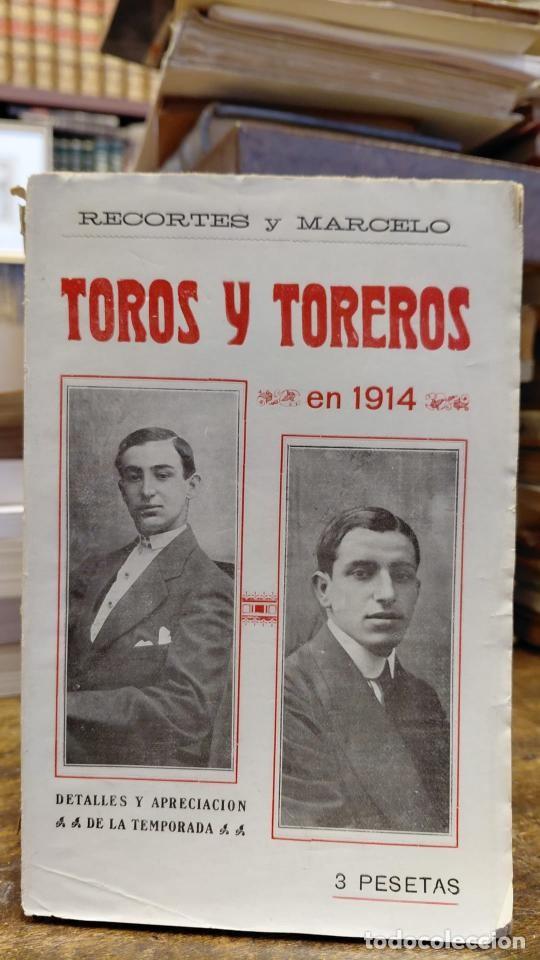 RECORTES y MARCELO
TOROS Y TOREROS
en 1914
DETALLES Y APRECIACION
DE LA TEMPORADA
3 PESETAS
todocoleccion